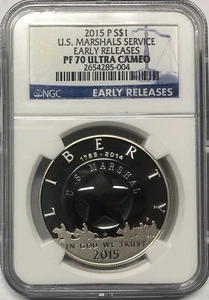 2015 P S$1
U.S. MARSHALS SERVICE
EARLY RELEASES
PF 70 ULTRA CAMEO
2654285-004
NGC
EARLY RELEASES
LIBERTY
1789-2014
U.S. MARSHAL
IN GOD WE TRUST
2015